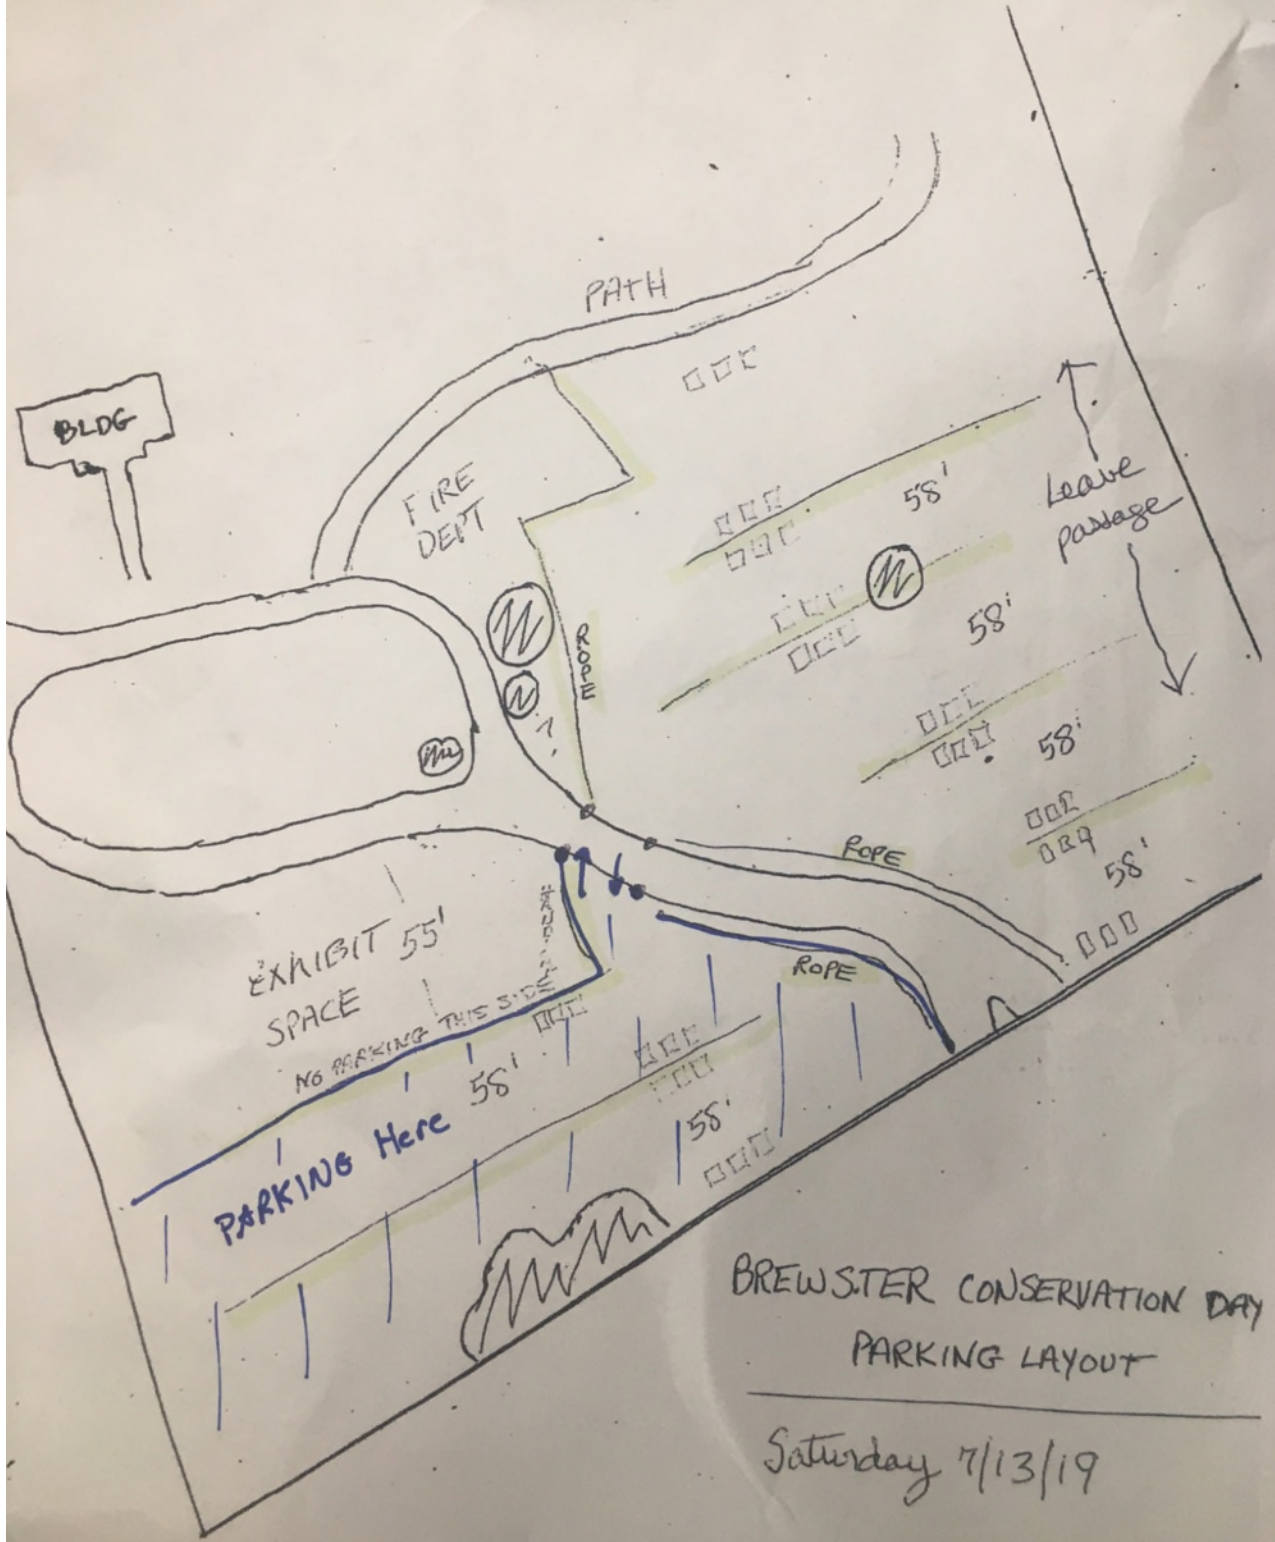 PATH
BLDG
FIRE
DEPT
58'
Leave
passage
58'
ROPE
58'
ROPE
58'
EXHIBIT 55'
SPACE
ROPE
NO PARKING THIS SIDE
58'
PARKING Here
58'
BREWSTER CONSERVATION DAY
PARKING LAYOUT
Saturday 7/13/19